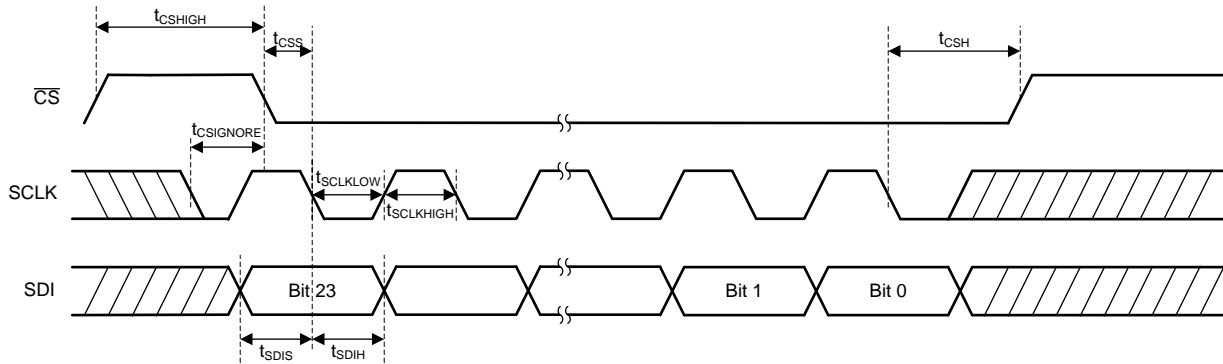 tCSHIGH
tCSS
tCSH
CS
tCSIGNORE
SCLK
tSCLKLOW
tSCLKHIGH
SDI
Bit 23
Bit 1
Bit 0
tSDIS
tSDIH